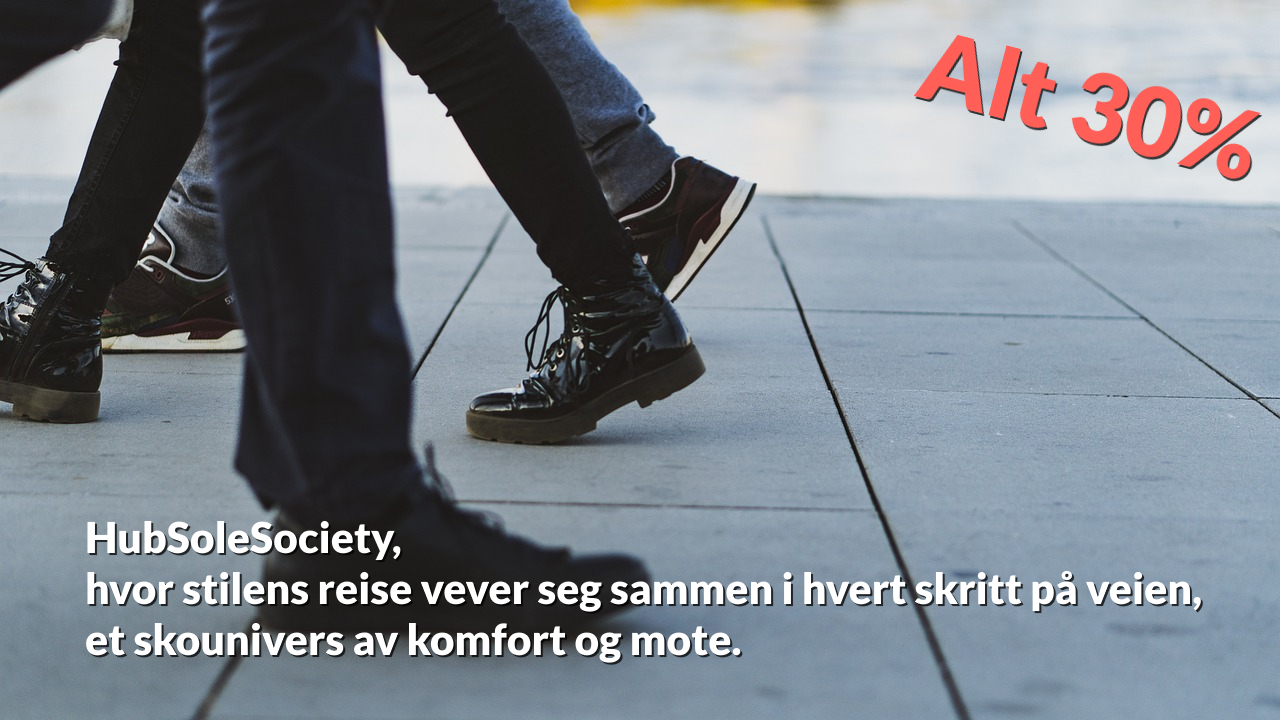 Alt 30%
HubSoleSociety,
hvor stilens reise vever seg sammen i hvert skritt på veien,
et skounivers av komfort og mote.